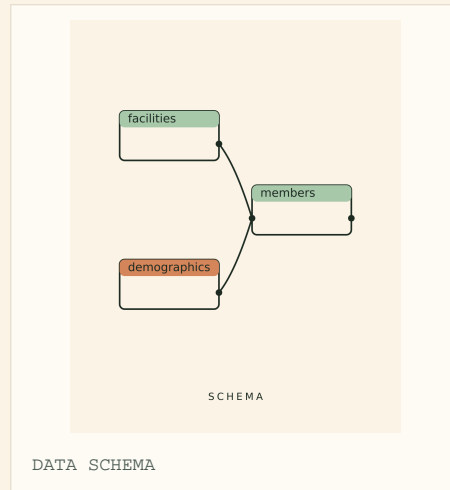 facilities
members
demographics
SCHEMA
DATA SCHEMA